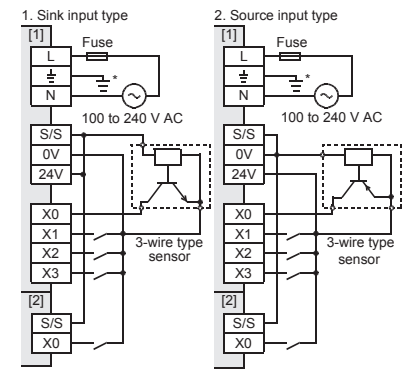 1. Sink input type
[1]
L
Fuse
*
N
100 to 240 V AC
S/S
0V
24V
X0
X1
X2
X3
3-wire type
sensor
[2]
S/S
X0
2. Source input type
[1]
L
Fuse
*
N
100 to 240 V AC
S/S
0V
24V
X0
X1
X2
X3
3-wire type
sensor
[2]
S/S
X0